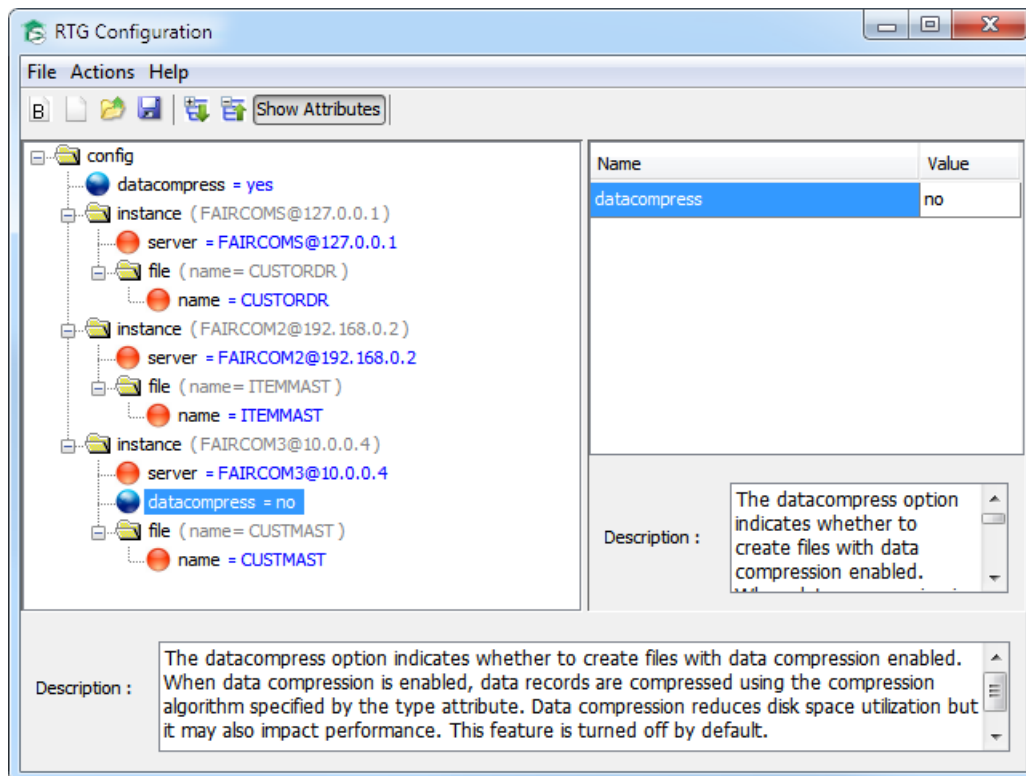 RTG Configuration
File Actions Help
B Show Attributes
config
datacompress = yes
instance (FAIRCOMS@127.0.0.1)
server = FAIRCOMS@127.0.0.1
file (name= CUSTORDR)
name = CUSTORDR
instance (FAIRCOM2@192.168.0.2)
server = FAIRCOM2@192.168.0.2
file (name= ITEMMAST)
name = ITEMMAST
instance (FAIRCOM3@10.0.0.4)
server = FAIRCOM3@10.0.0.4
datacompress = no
file (name= CUSTMAST)
name = CUSTMAST
Name Value
datacompress no
Description :
The datacompress option
indicates whether to
create files with data
compression enabled.
Description :
The datacompress option indicates whether to create files with data compression enabled.
When data compression is enabled, data records are compressed using the compression
algorithm specified by the type attribute. Data compression reduces disk space utilization but
it may also impact performance. This feature is turned off by default.